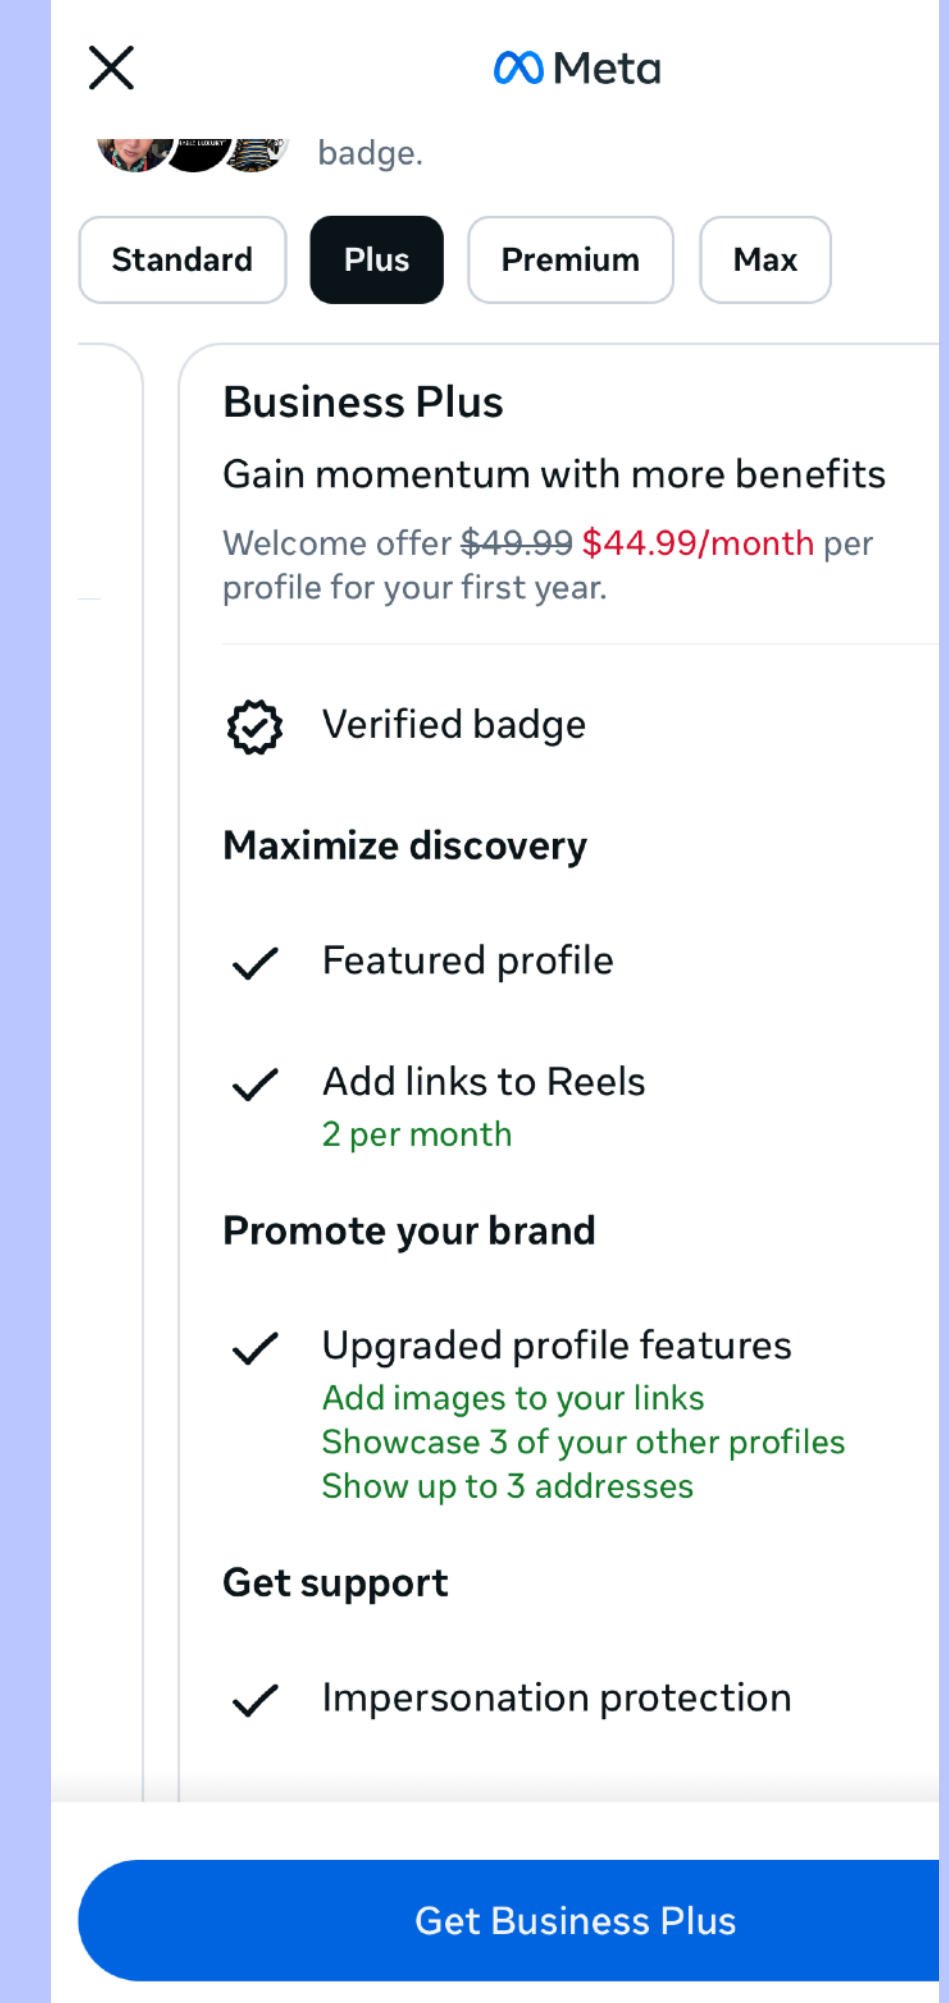 Meta
badge.
Standard
Plus
Premium
Max
Business Plus
Gain momentum with more benefits
Welcome offer $49.99 $44.99/month per
profile for your first year.
Verified badge
Maximize discovery
Featured profile
Add links to Reels
2 per month
Promote your brand
Upgraded profile features
Add images to your links
Showcase 3 of your other profiles
Show up to 3 addresses
Get support
Impersonation protection
Get Business Plus